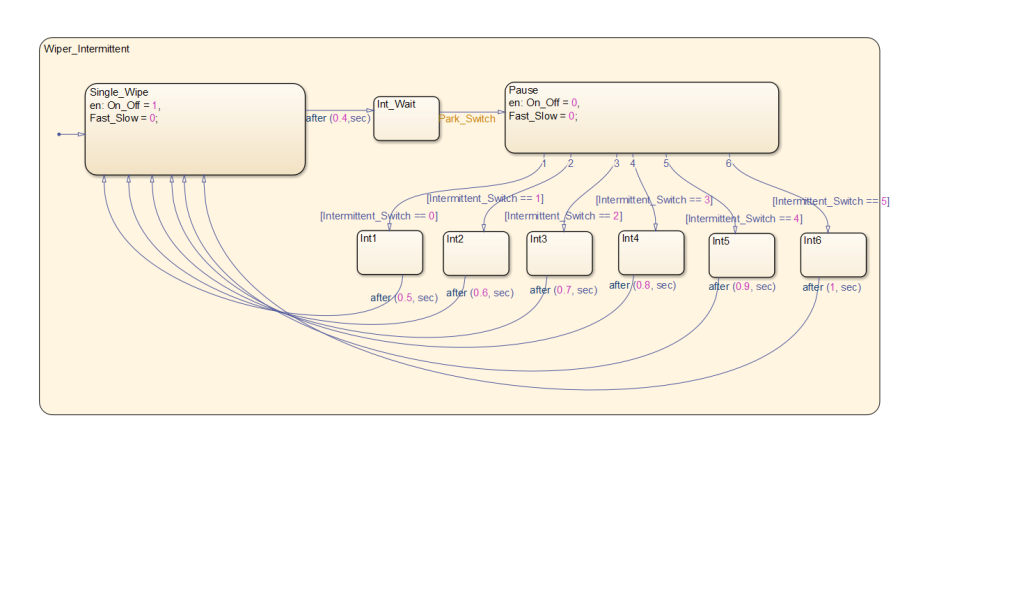 Wiper_Intermittent
Single_Wipe
en: On_Off = 1,
Fast_Slow = 0;
after (0.4,sec)
Int_Wait
Park_Switch
Pause
en: On_Off = 0,
Fast_Slow = 0;
1
2
3
4
5
6
[Intermittent_Switch == 0]
[Intermittent_Switch == 1]
[Intermittent_Switch == 2]
[Intermittent_Switch == 3]
[Intermittent_Switch == 4]
[Intermittent_Switch == 5]
Int1
Int2
Int3
Int4
Int5
Int6
after (0.5, sec)
after (0.6, sec)
after (0.7, sec)
after (0.8, sec)
after (0.9, sec)
after (1, sec)